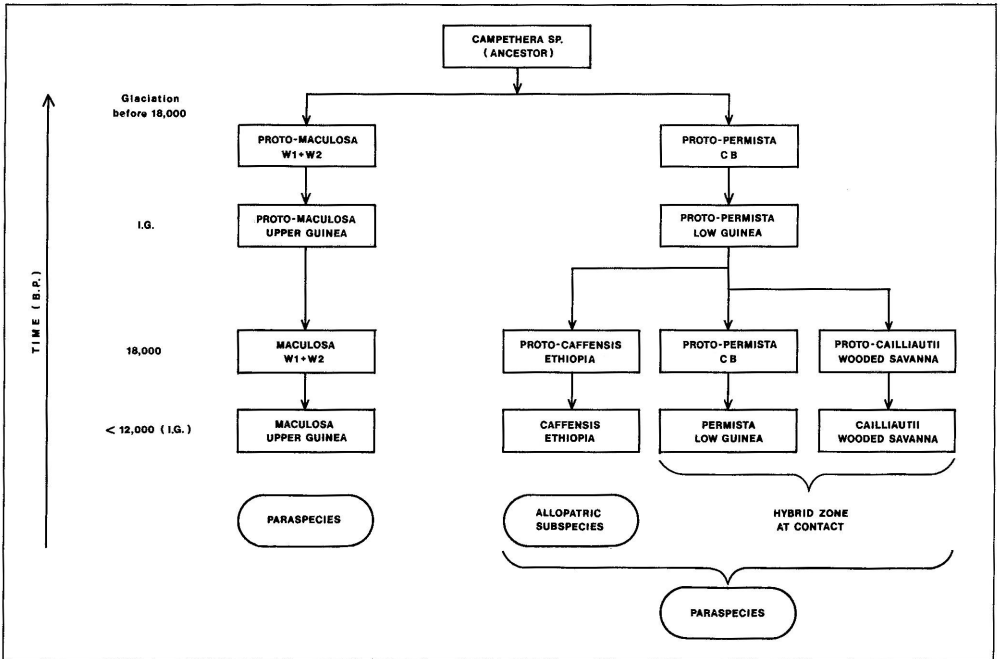 CAMPETHERA SP.
(ANCESTOR)
Glaciation
before 18,000
PROTO-MACULOSA
W1+W2
PROTO-PERMISTA
CB
I.G.
PROTO-MACULOSA
UPPER GUINEA
PROTO-PERMISTA
LOW GUINEA
TIME (B.P.)
18,000
MACULOSA
W1+W2
PROTO-CAFFENSIS
ETHIOPIA
PROTO-PERMISTA
CB
PROTO-CAILLIAUTII
WOODED SAVANNA
< 12,000 (I.G.)
MACULOSA
UPPER GUINEA
CAFFENSIS
ETHIOPIA
PERMISTA
LOW GUINEA
CAILLIAUTII
WOODED SAVANNA
PARASPECIES
ALLOPATRIC
SUBSPECIES
HYBRID ZONE
AT CONTACT
PARASPECIES